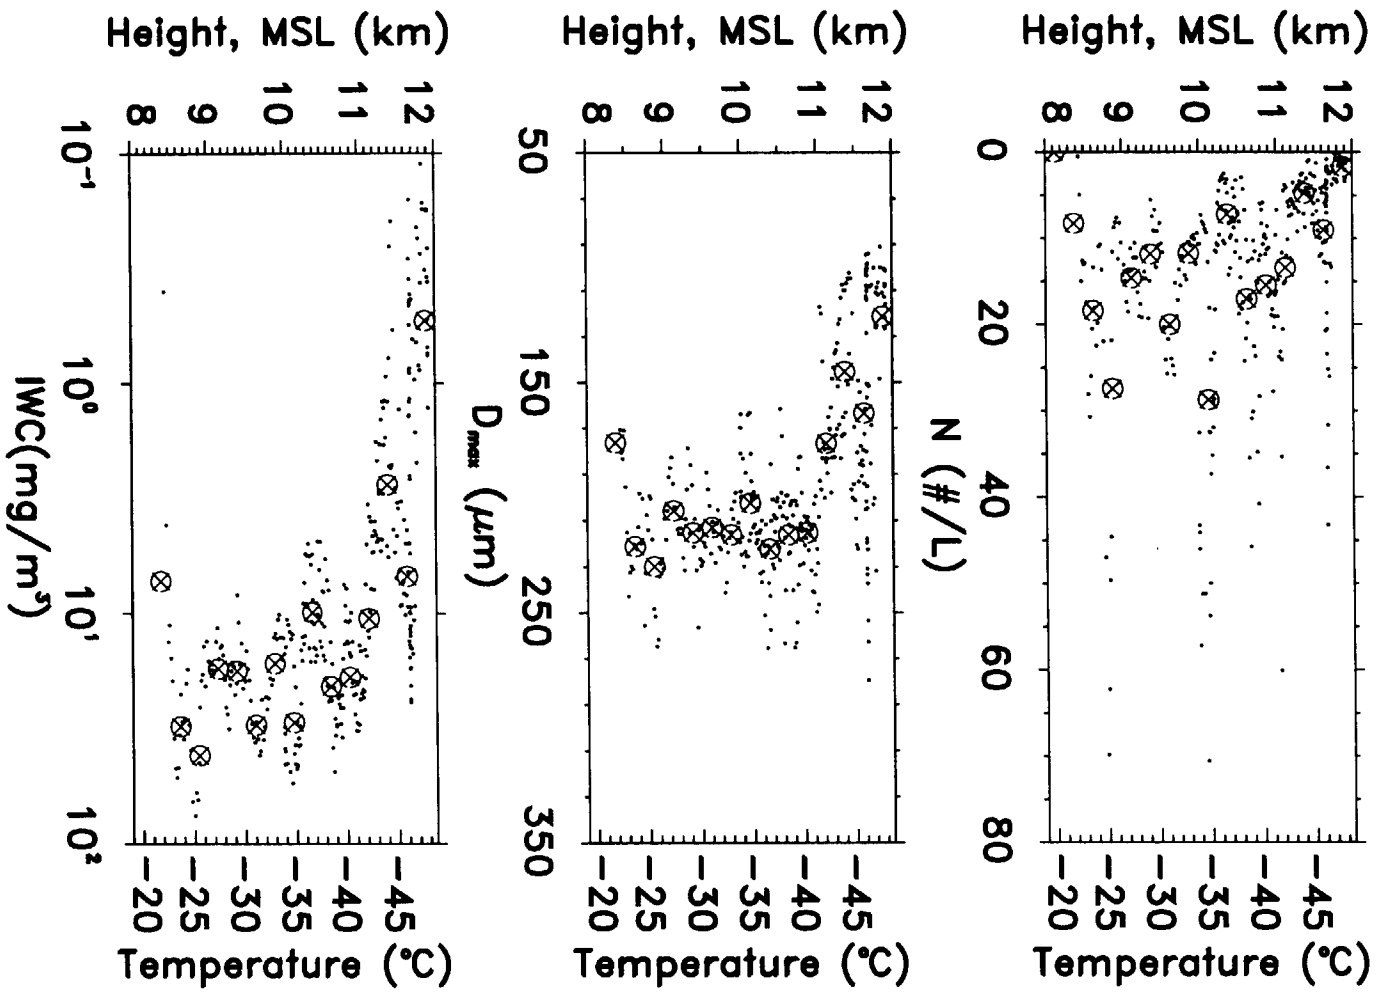 Height, MSL (km)
8 9 10 11 12
10⁻¹ 10⁰ 10¹ 10²
IWC(mg/m³)
-20 -25 -30 -35 -40 -45
Temperature (°C)
Height, MSL (km)
8 9 10 11 12
50 150 250 350
Dmax (μm)
-20 -25 -30 -35 -40 -45
Temperature (°C)
Height, MSL (km)
8 9 10 11 12
0 20 40 60 80
N (#/L)
-20 -25 -30 -35 -40 -45
Temperature (°C)